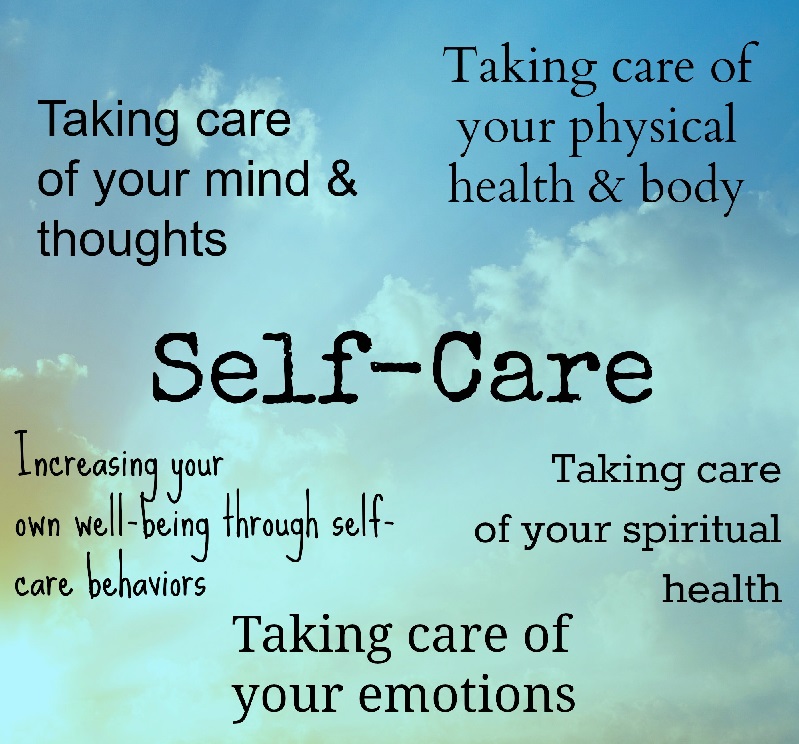 Taking care
of your mind &
thoughts
Taking care of
your physical
health & body
Self-Care
Increasing your
own well-being through self-
care behaviors
Taking care
of your spiritual
health
Taking care of
your emotions